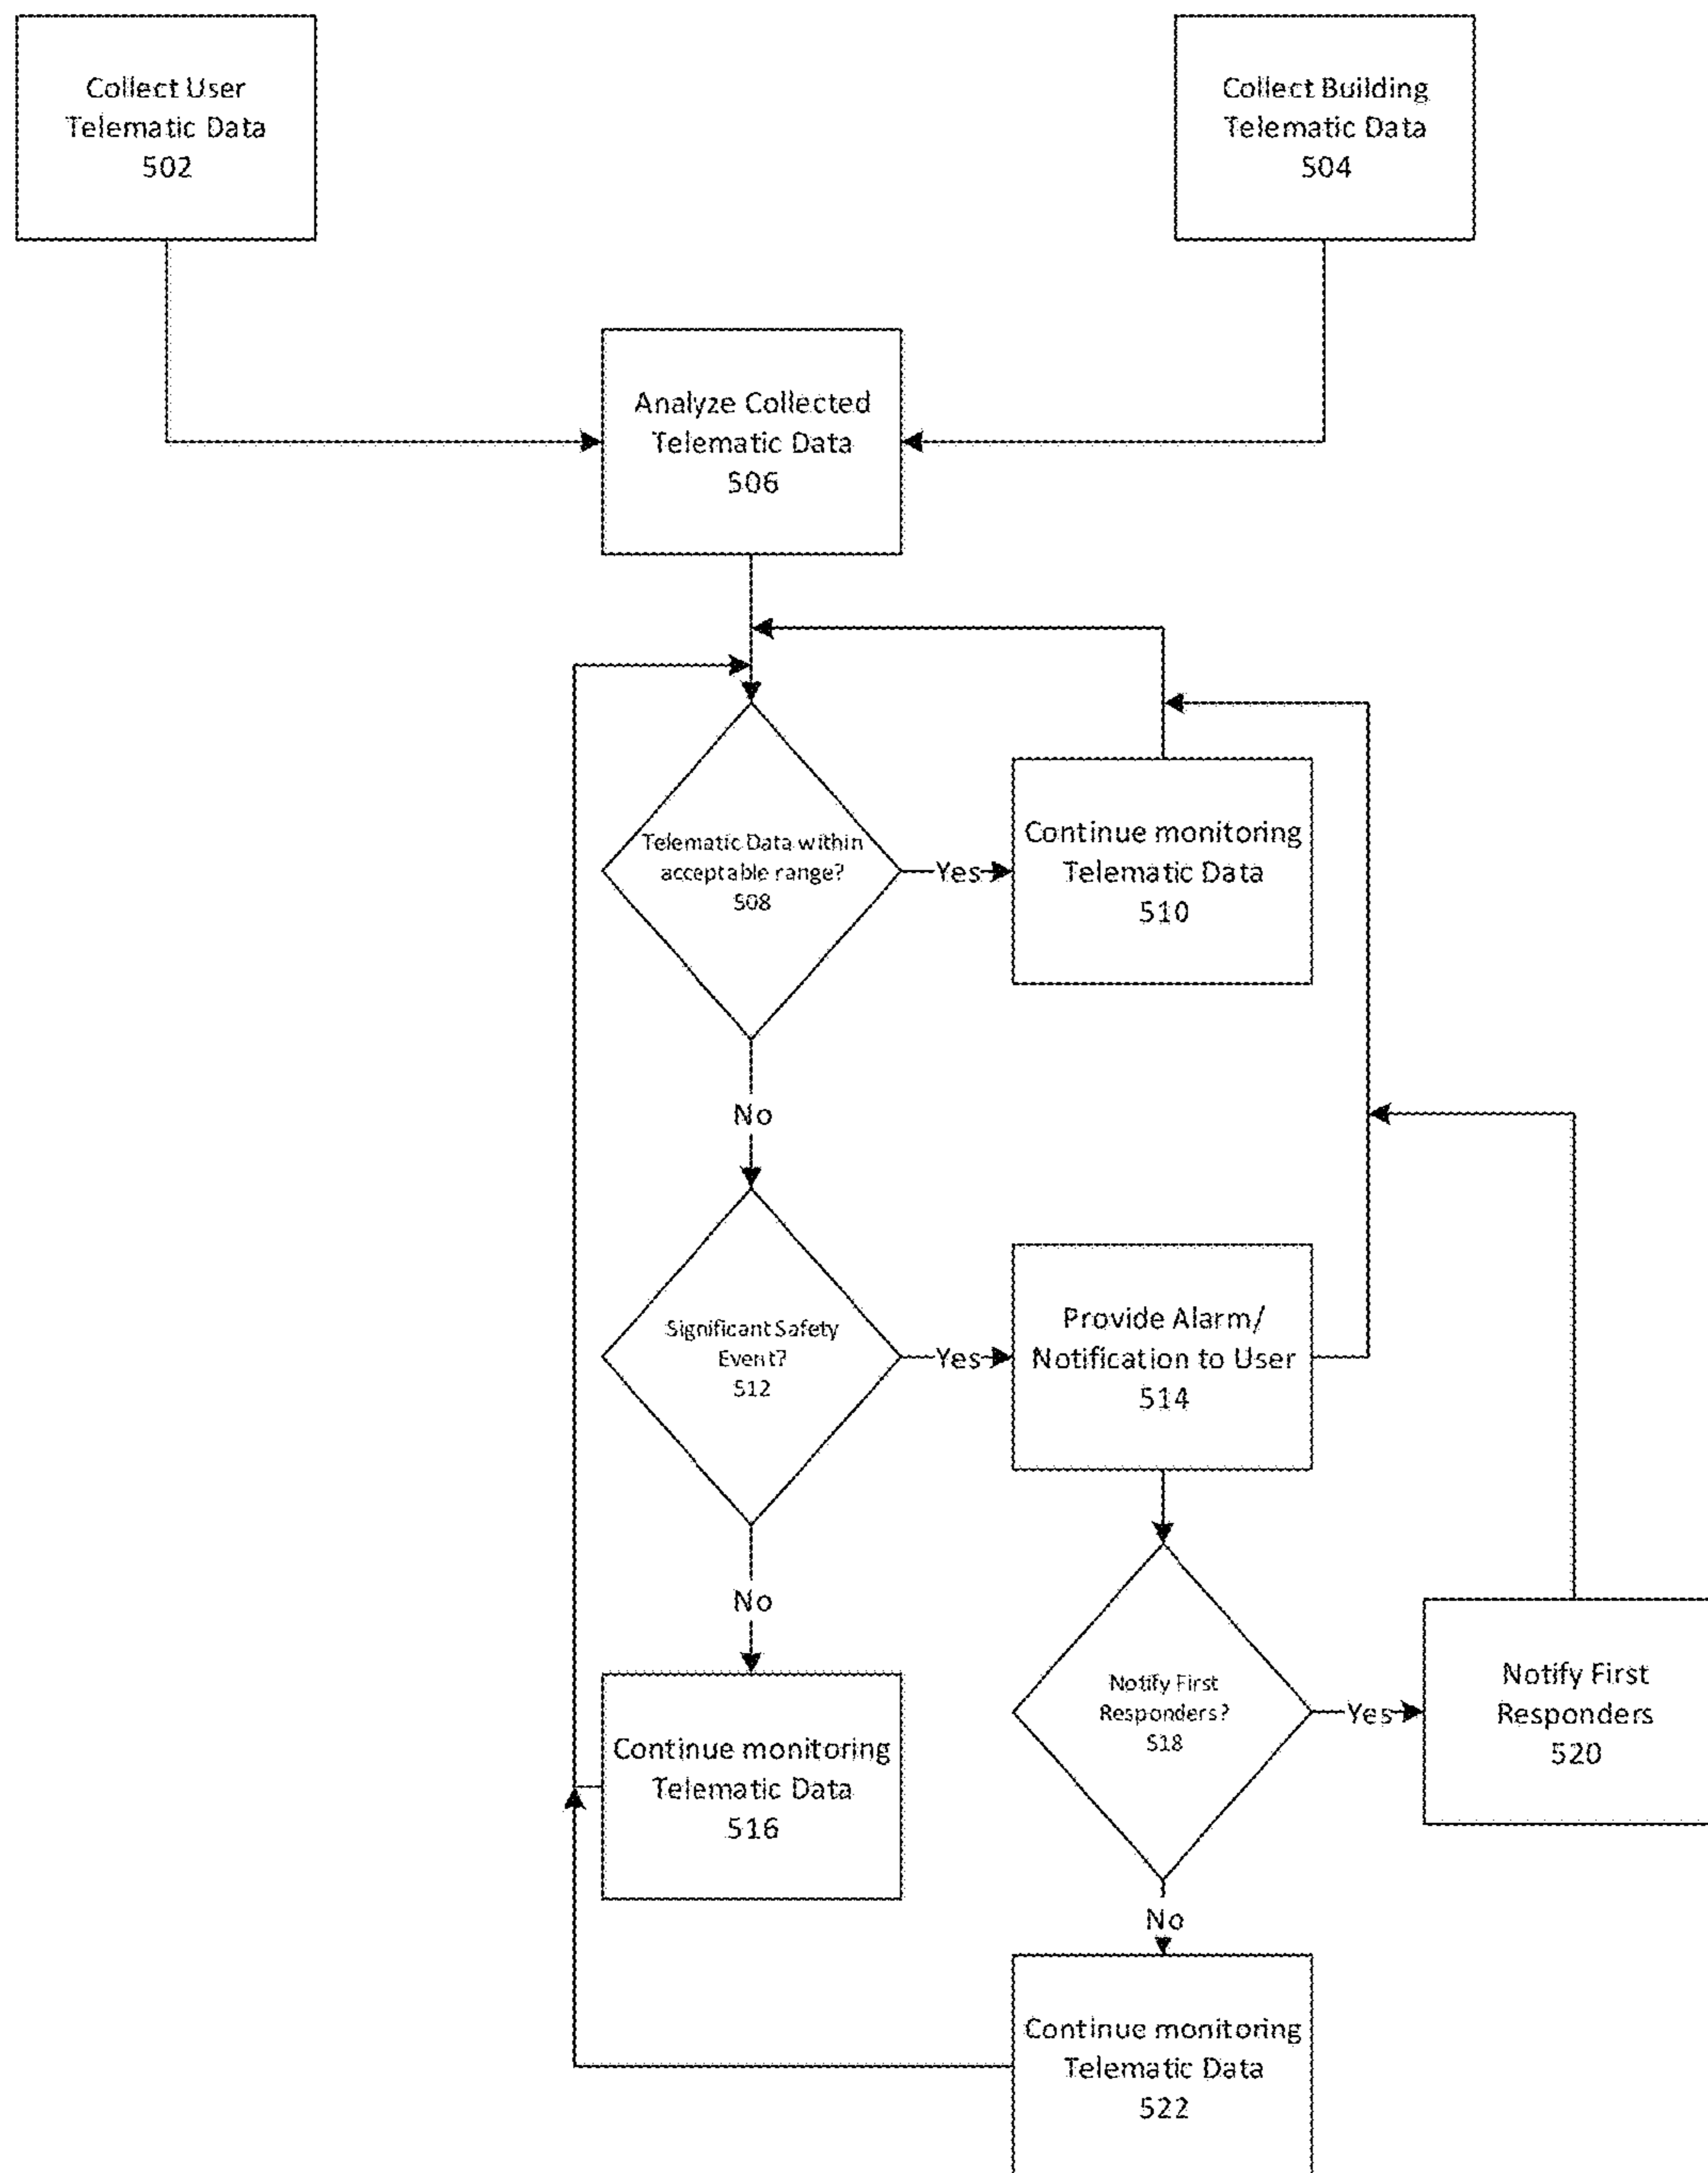 Collect User
Telematic Data
502
Collect Building
Telematic Data
504
Analyze Collected
Telematic Data
506
Telematic Data within
acceptable range?
508
Yes
Continue monitoring
Telematic Data
510
No
Significant Safety
Event?
512
Yes
Provide Alarm/
Notification to User
514
No
Continue monitoring
Telematic Data
516
Notify First
Responders?
518
Yes
Notify First
Responders
520
No
Continue monitoring
Telematic Data
522